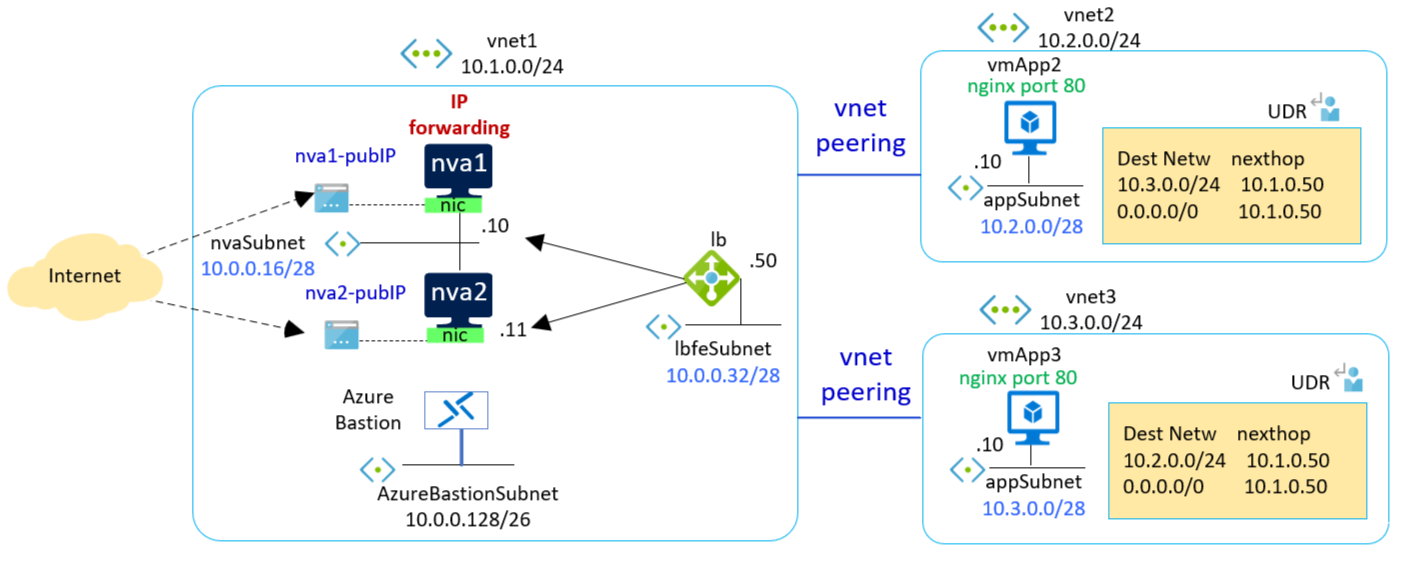 vnet1
10.1.0.0/24
IP
forwarding
nva1-pubIP
nva1
nic
.10
nvaSubnet
10.0.0.16/28
Internet
nva2-pubIP
nva2
nic
.11
lb
.50
lbfeSubnet
10.0.0.32/28
Azure
Bastion
AzureBastionSubnet
10.0.0.128/26
vnet
peering
vnet
peering
vnet2
10.2.0.0/24
vmApp2
nginx port 80
.10
appSubnet
10.2.0.0/28
UDR
Dest Netw nexthop
10.3.0.0/24 10.1.0.50
0.0.0.0/0 10.1.0.50
vnet3
10.3.0.0/24
vmApp3
nginx port 80
.10
appSubnet
10.3.0.0/28
UDR
Dest Netw nexthop
10.2.0.0/24 10.1.0.50
0.0.0.0/0 10.1.0.50